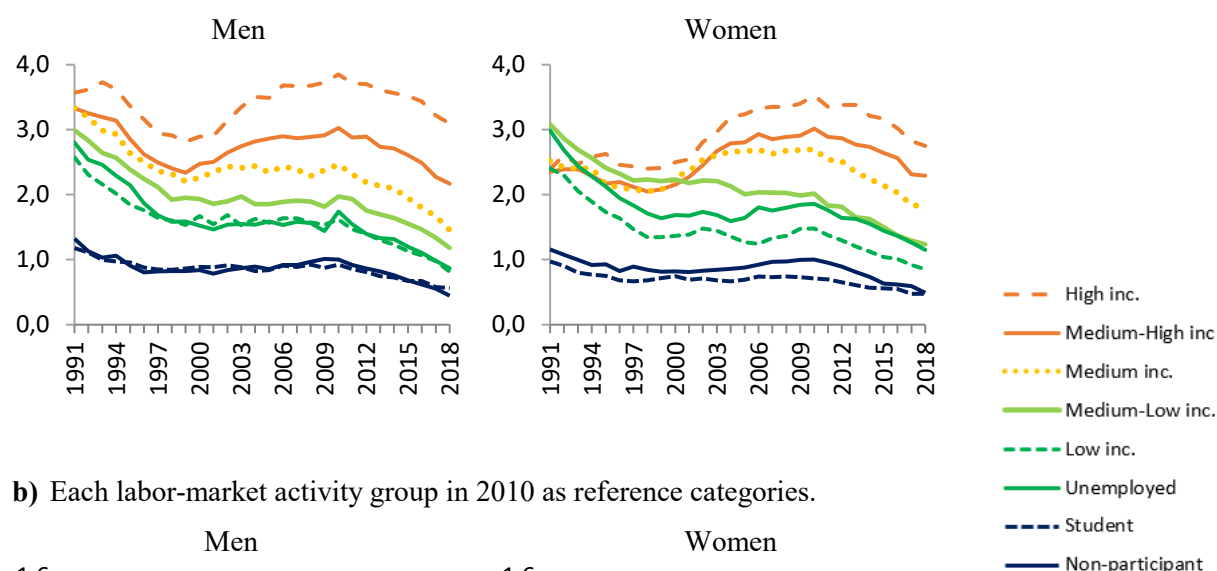 Men
Women
4,0
3,0
2,0
1,0
0,0
1991
1994
1997
2000
2003
2006
2009
2012
2015
2018
4,0
3,0
2,0
1,0
0,0
1991
1994
1997
2000
2003
2006
2009
2012
2015
2018
High inc.
Medium-High inc
Medium inc.
Medium-Low inc.
Low inc.
Unemployed
Student
Non-participant
b) Each labor-market activity group in 2010 as reference categories.
Men
Women